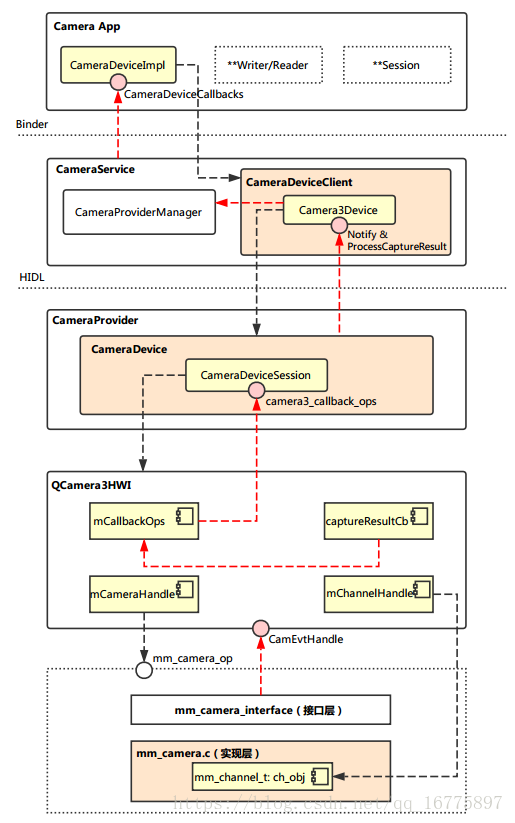 Camera App
CameraDeviceImpl
**Writer/Reader
**Session
CameraDeviceCallbacks
Binder
CameraService
CameraProviderManager
CameraDeviceClient
Camera3Device
Notify &
ProcessCaptureResult
HIDL
CameraProvider
CameraDevice
CameraDeviceSession
camera3_callback_ops
QCamera3HWI
mCallbackOps
captureResultCb
mCameraHandle
mChannelHandle
CamEvtHandle
mm_camera_op
mm_camera_interface（接口层）
mm_camera.c（实现层）
mm_channel_t: ch_obj
https://blog.csdn.net/qq_16775897